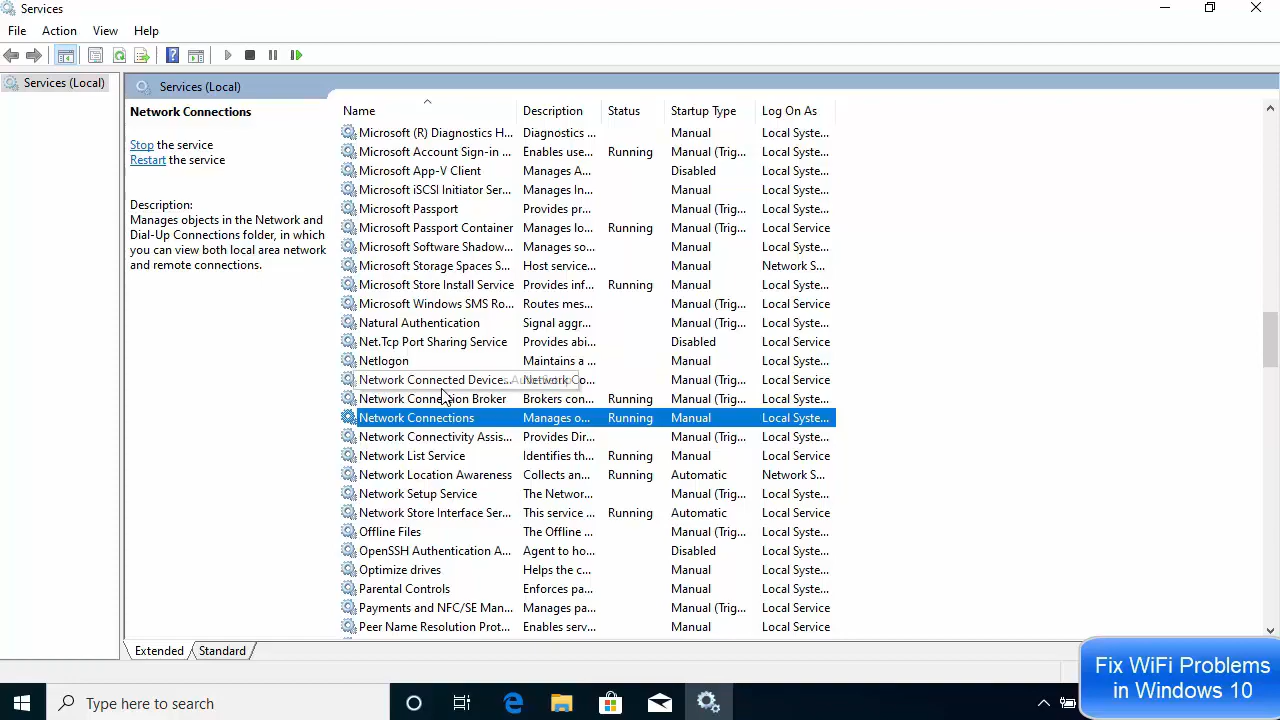 Services
File Action View Help
Services (Local)
Services (Local)
Network Connections
Stop the service
Restart the service
Description:
Manages objects in the Network and
Dial-Up Connections folder, in which
you can view both local area network
and remote connections.
Name Description Status Startup Type Log On As
Microsoft (R) Diagnostics H... Diagnostics ... Manual Local Syste...
Microsoft Account Sign-in ... Enables use... Running Manual (Trig... Local Syste...
Microsoft App-V Client Manages A... Disabled Local Syste...
Microsoft iSCSI Initiator Ser... Manages In... Manual Local Syste...
Microsoft Passport Provides pr... Manual (Trig... Local Syste...
Microsoft Passport Container Manages lo... Running Manual (Trig... Local Service
Microsoft Software Shadow... Manages so... Manual Local Syste...
Microsoft Storage Spaces S... Host service... Manual Network S...
Microsoft Store Install Service Provides inf... Running Manual Local Syste...
Microsoft Windows SMS Ro... Routes mes... Manual (Trig... Local Service
Natural Authentication Signal aggr... Manual (Trig... Local Syste...
Net.Tcp Port Sharing Service Provides abi... Disabled Local Service
Netlogon Maintains a ... Manual Local Syste...
Network Connected Device... Network Co... Manual (Trig... Local Service
Network Connection Broker Brokers con... Running Manual (Trig... Local Syste...
Network Connections Manages o... Running Manual Local Syste...
Network Connectivity Assis... Provides Dir... Manual (Trig... Local Syste...
Network List Service Identifies th... Running Manual Local Service
Network Location Awareness Collects an... Running Automatic Network S...
Network Setup Service The Networ... Manual (Trig... Local Syste...
Network Store Interface Ser... This service ... Running Automatic Local Service
Offline Files The Offline ... Manual (Trig... Local Syste...
OpenSSH Authentication A... Agent to ho... Disabled Local Syste...
Optimize drives Helps the c... Manual Local Syste...
Parental Controls Enforces pa... Manual Local Syste...
Payments and NFC/SE Man... Manages pa... Manual (Trig... Local Service
Peer Name Resolution Prot... Enables serv... Manual Local Service
Extended Standard
Fix WiFi Problems
in Windows 10
Type here to search